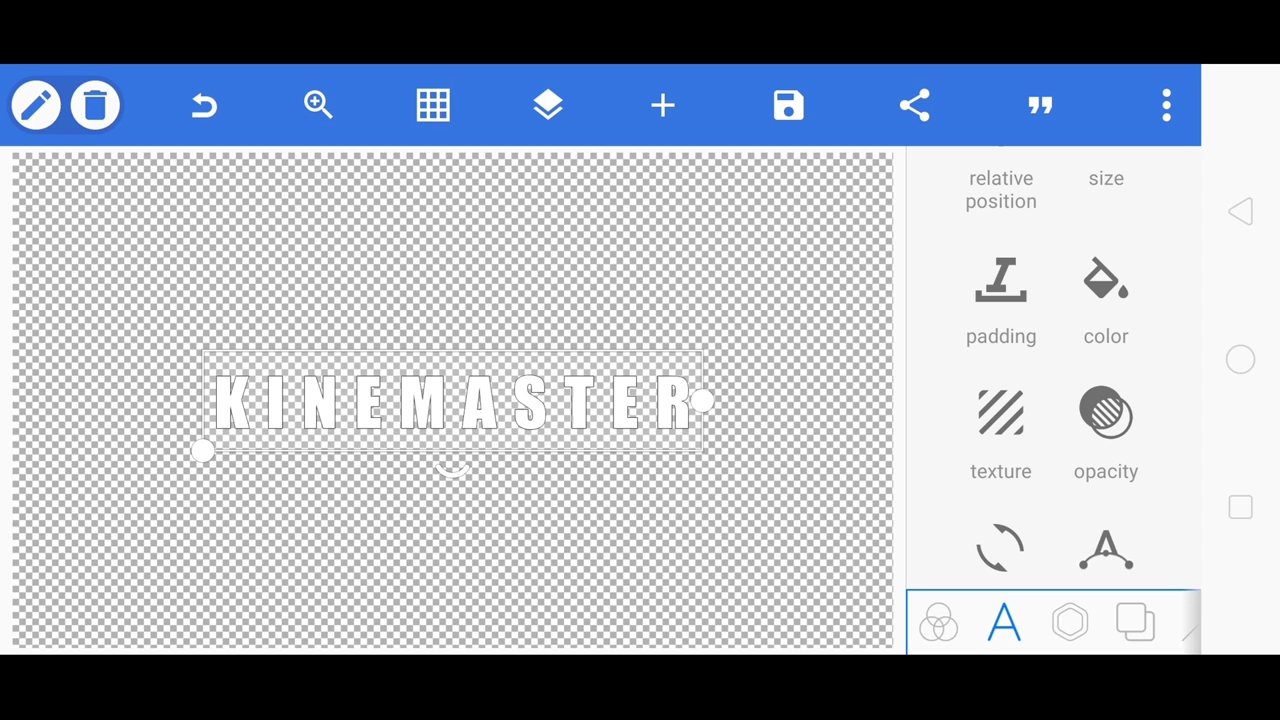 relative size
position
padding color
KINEMASTER
texture opacity